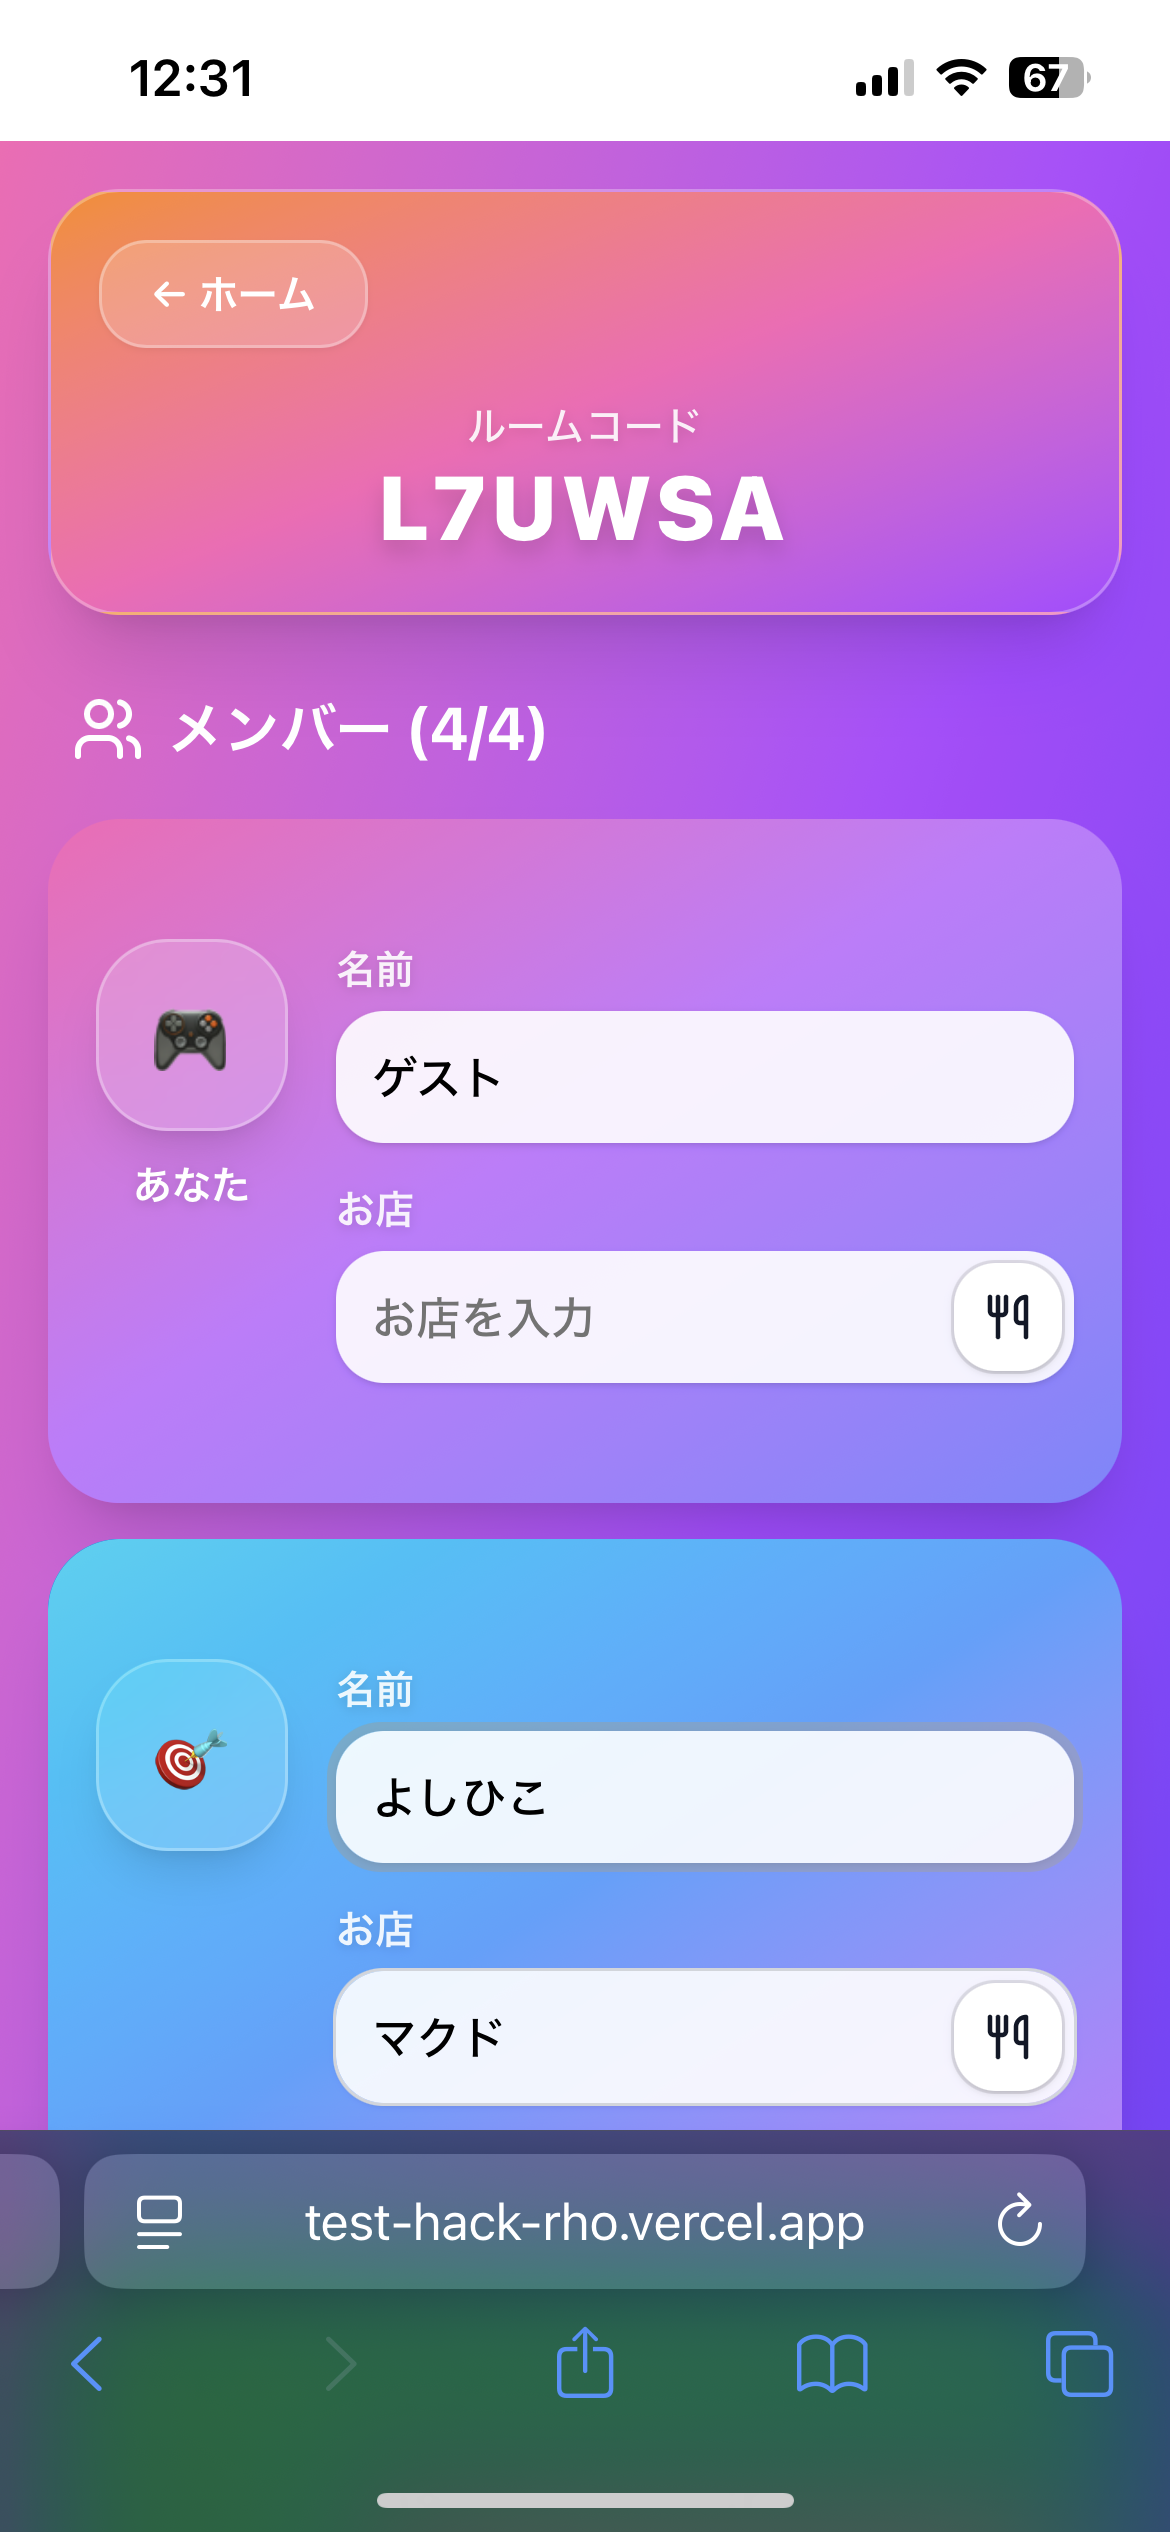 12:31
67
← ホーム
ルームコード
L7UWSA
メンバー (4/4)
名前
ゲスト
あなた
お店
お店を入力
名前
よしひこ
お店
マクド
test-hack-rho.vercel.app